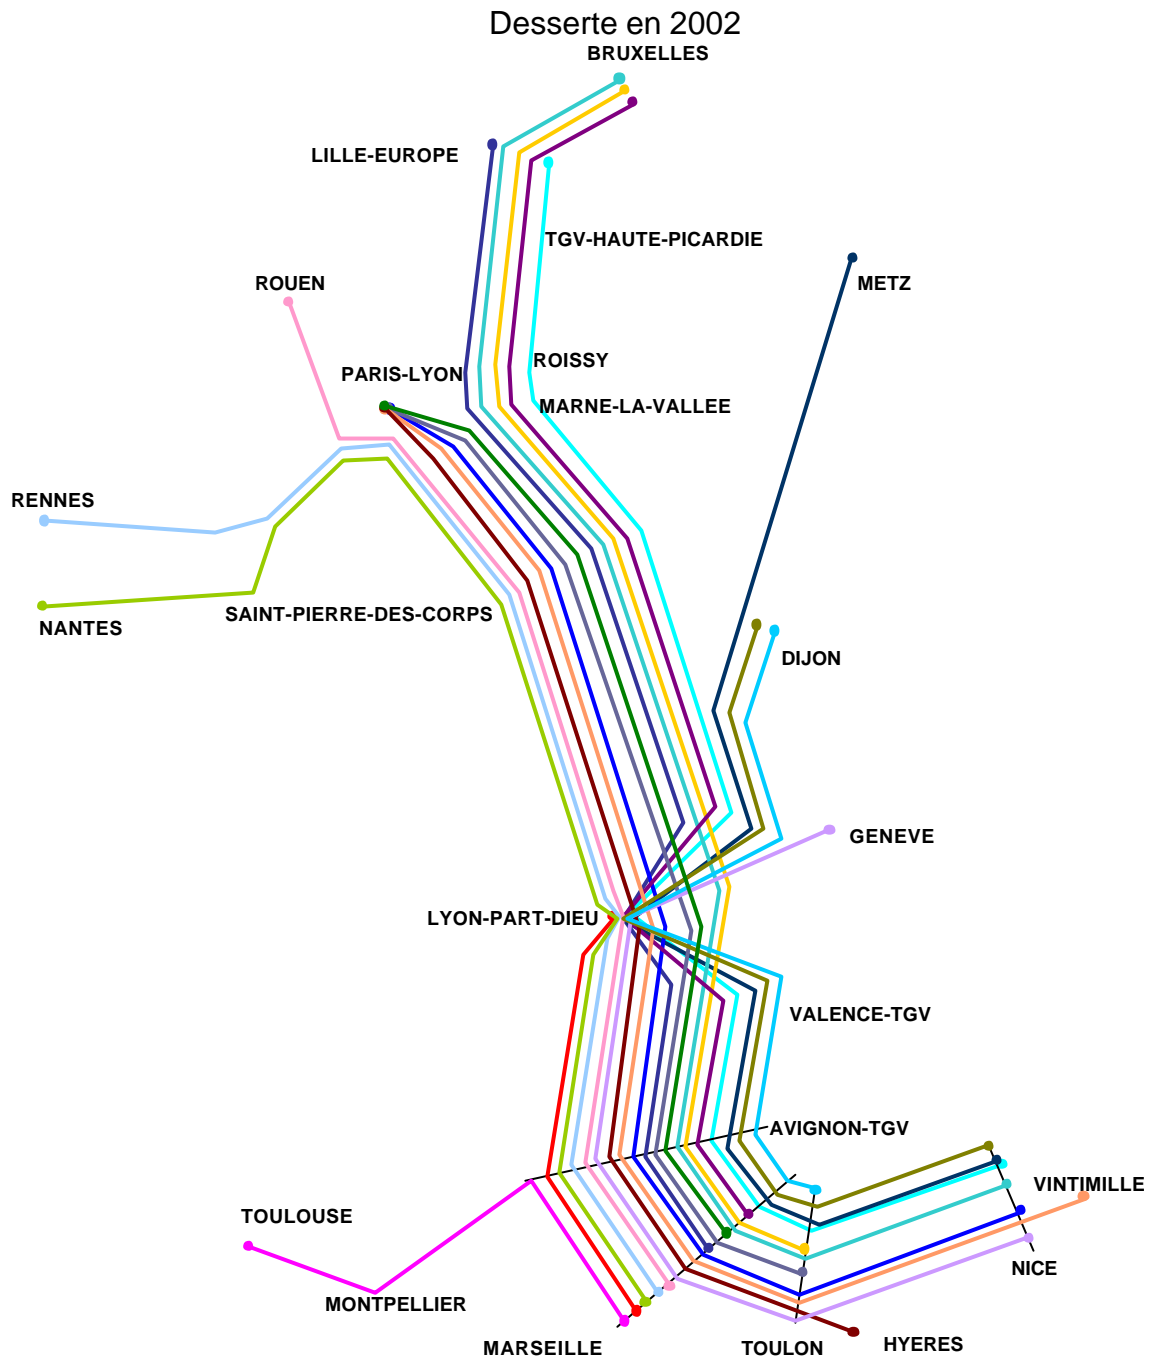 Desserte en 2002
BRUXELLES
LILLE-EUROPE
TGV-HAUTE-PICARDIE
ROUEN
METZ
ROISSY
PARIS-LYON
MARNE-LA-VALLEE
RENNES
SAINT-PIERRE-DES-CORPS
NANTES
DIJON
GENEVE
LYON-PART-DIEU
VALENCE-TGV
AVIGNON-TGV
VINTIMILLE
TOULOUSE
NICE
MONTPELLIER
MARSEILLE
TOULON
HYERES